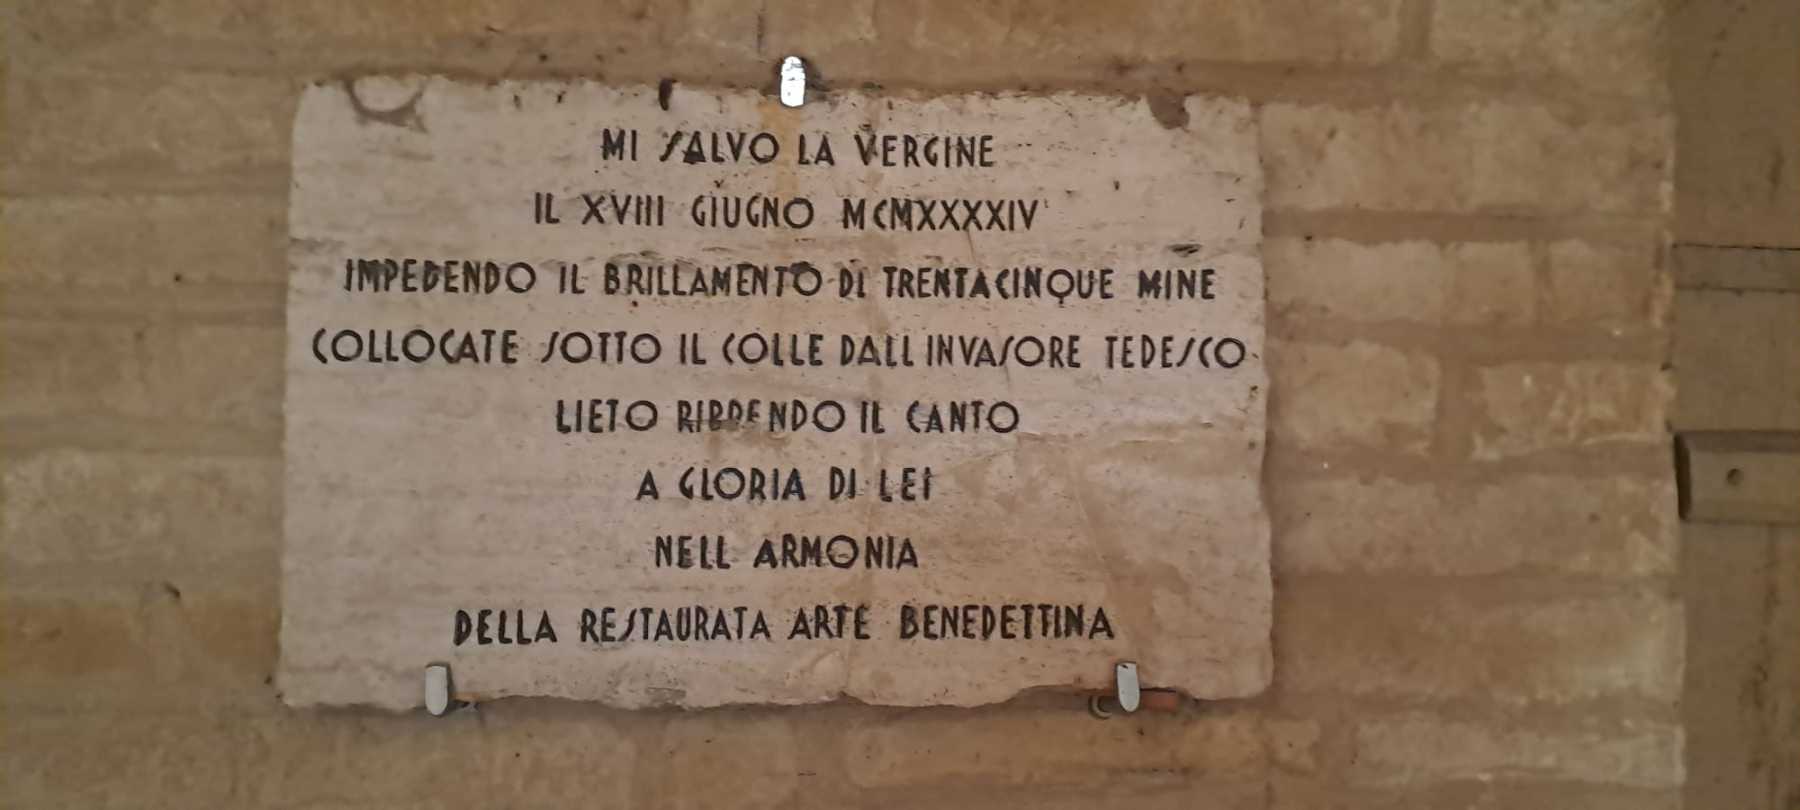 MI SALVO LA VERGINE
IL XVIII GIUGNO MCMXXXXIV
IMPEDENDO IL BRILLAMENTO DI TRENTACINQUE MINE
COLLOCATE SOTTO IL COLLE DALL INVASORE TEDESCO
LIETO RIPRENDO IL CANTO
A GLORIA DI LEI
NELL ARMONIA
DELLA RESTAURATA ARTE BENEDETTINA